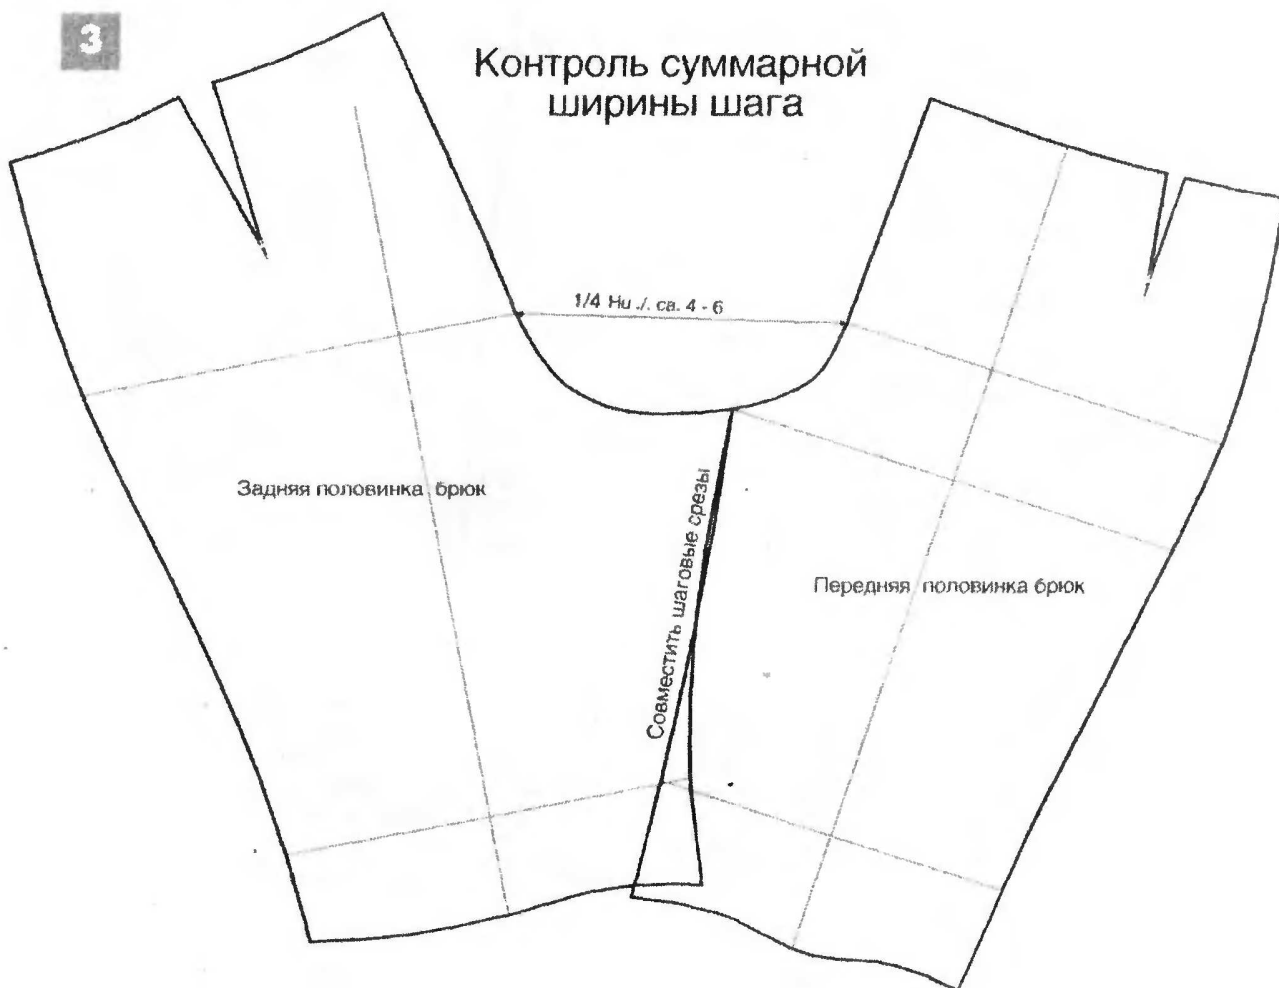 3
Контроль суммарной
ширины шага
1/4 Hu ./. ca. 4 - 6
Задняя половинка брюк
Совместить шаговые срезы
Передняя половинка брюк